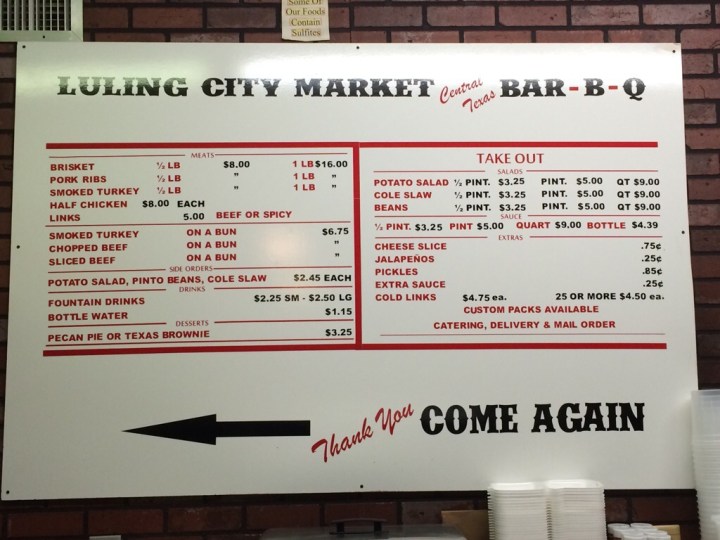 Some Of
Our Foods
Contain
Sulfites
LULING CITY MARKET Central Texas BAR-B-Q
MEATS
BRISKET ½ LB $8.00 1 LB $16.00
PORK RIBS ½ LB " 1 LB "
SMOKED TURKEY ½ LB " 1 LB "
HALF CHICKEN $8.00 EACH
LINKS 5.00 BEEF OR SPICY
SMOKED TURKEY ON A BUN $6.75
CHOPPED BEEF ON A BUN "
SLICED BEEF ON A BUN "
SIDE ORDERS
POTATO SALAD, PINTO BEANS, COLE SLAW $2.45 EACH
DRINKS
FOUNTAIN DRINKS $2.25 SM - $2.50 LG
BOTTLE WATER $1.15
DESSERTS
PECAN PIE OR TEXAS BROWNIE $3.25
TAKE OUT
SALADS
POTATO SALAD ½ PINT. $3.25 PINT. $5.00 QT $9.00
COLE SLAW ½ PINT. $3.25 PINT. $5.00 QT $9.00
BEANS ½ PINT. $3.25 PINT. $5.00 QT $9.00
SAUCE
½ PINT. $3.25 PINT $5.00 QUART $9.00 BOTTLE $4.39
EXTRAS
CHEESE SLICE .75¢
JALAPEÑOS .25¢
PICKLES .85¢
EXTRA SAUCE .25¢
COLD LINKS $4.75 ea. 25 OR MORE $4.50 ea.
CUSTOM PACKS AVAILABLE
CATERING, DELIVERY & MAIL ORDER
Thank You COME AGAIN